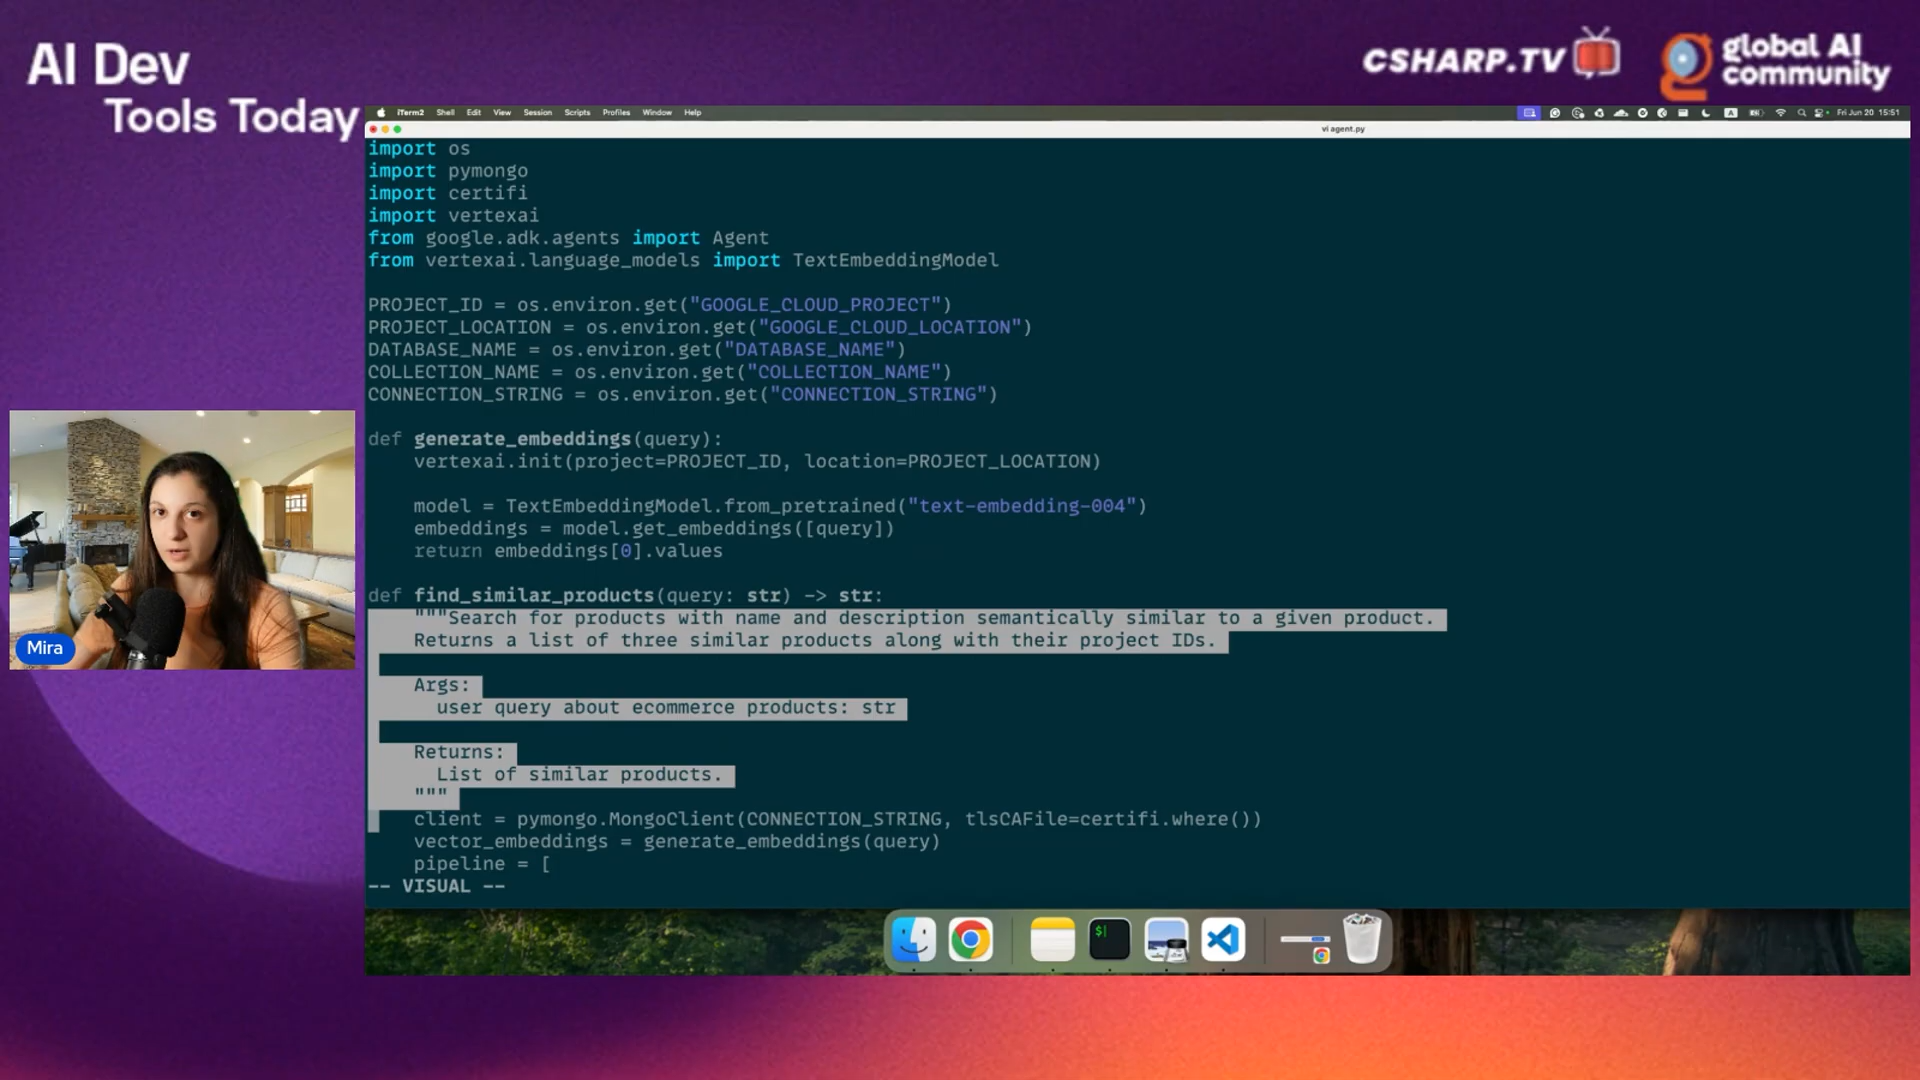 AI Dev
Tools Today
CSHARP.TV
global AI
community
iTerm2 Shell Edit View Session Scripts Profiles Window Help
Fri Jun 20 15:51
vi agent.py
import os
import pymongo
import certifi
import vertexai
from google.adk.agents import Agent
from vertexai.language_models import TextEmbeddingModel
PROJECT_ID = os.environ.get("GOOGLE_CLOUD_PROJECT")
PROJECT_LOCATION = os.environ.get("GOOGLE_CLOUD_LOCATION")
DATABASE_NAME = os.environ.get("DATABASE_NAME")
COLLECTION_NAME = os.environ.get("COLLECTION_NAME")
CONNECTION_STRING = os.environ.get("CONNECTION_STRING")
def generate_embeddings(query):
vertexai.init(project=PROJECT_ID, location=PROJECT_LOCATION)
model = TextEmbeddingModel.from_pretrained("text-embedding-004")
embeddings = model.get_embeddings([query])
return embeddings[0].values
def find_similar_products(query: str) -> str:
"""Search for products with name and description semantically similar to a given product.
Returns a list of three similar products along with their project IDs.
Args:
user query about ecommerce products: str
Returns:
List of similar products.
"""
client = pymongo.MongoClient(CONNECTION_STRING, tlsCAFile=certifi.where())
vector_embeddings = generate_embeddings(query)
pipeline = [
-- VISUAL --
Mira